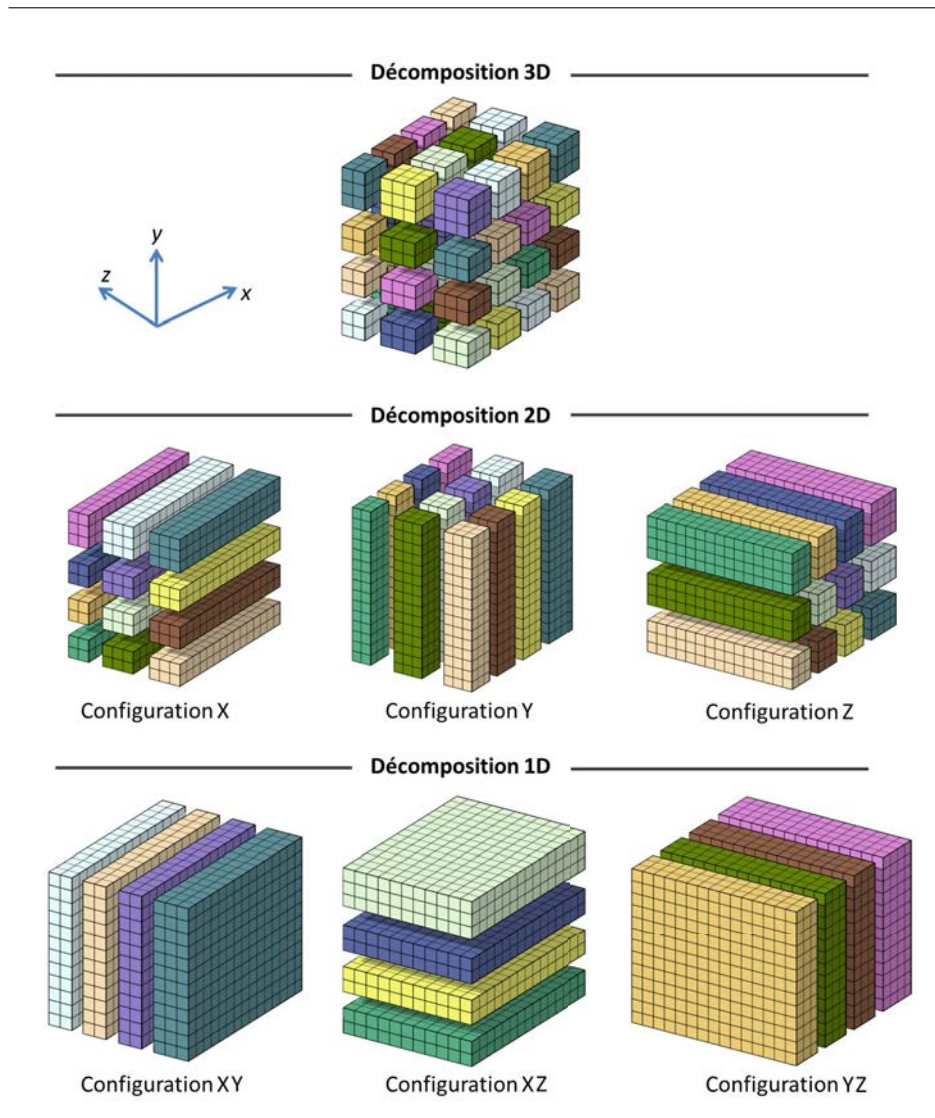 Décomposition 3D
y
z
x
Décomposition 2D
Configuration X
Configuration Y
Configuration Z
Décomposition 1D
Configuration XY
Configuration XZ
Configuration YZ